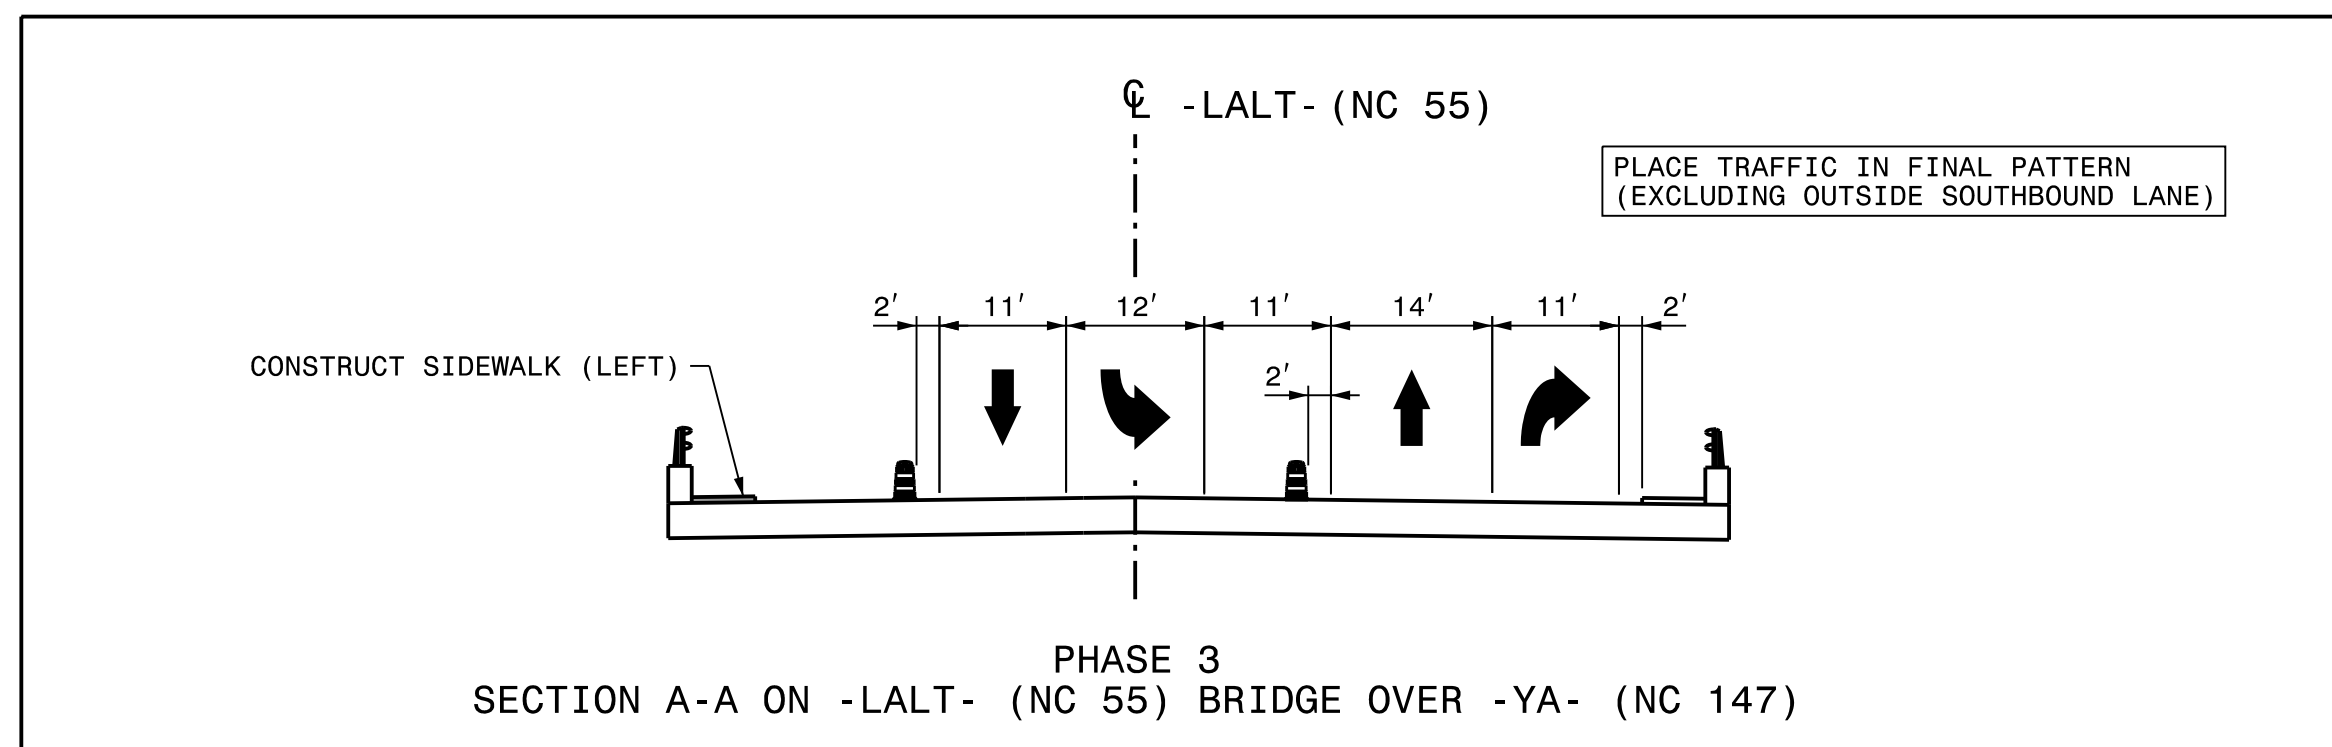 ℄ -LALT- (NC 55)
PLACE TRAFFIC IN FINAL PATTERN
(EXCLUDING OUTSIDE SOUTHBOUND LANE)
2' 11' 12' 11' 14' 11' 2'
CONSTRUCT SIDEWALK (LEFT)
2'
PHASE 3
SECTION A-A ON -LALT- (NC 55) BRIDGE OVER -YA- (NC 147)